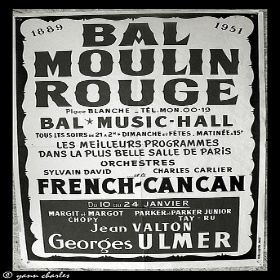 1889 1951
BAL
MOULIN
ROUGE
Place BLANCHE - TÉL. MON. 00-19
BAL ★ MUSIC-HALL
TOUS LES SOIRS DE 21 A 2ʰ • DIMANCHE ET FÊTES, MATINÉE A 15ʰ
LES MEILLEURS PROGRAMMES
DANS LA PLUS BELLE SALLE DE PARIS
ORCHESTRES
SYLVAIN DAVID CHARLES CARLIER
et le
FRENCH-CANCAN
DU 10 AU 24 JANVIER
MARGIT & MARGOT PARKER & PARKER JUNIOR
CHOPY TAY-RU
Jean VALTON
Georges ULMER
© yann charles